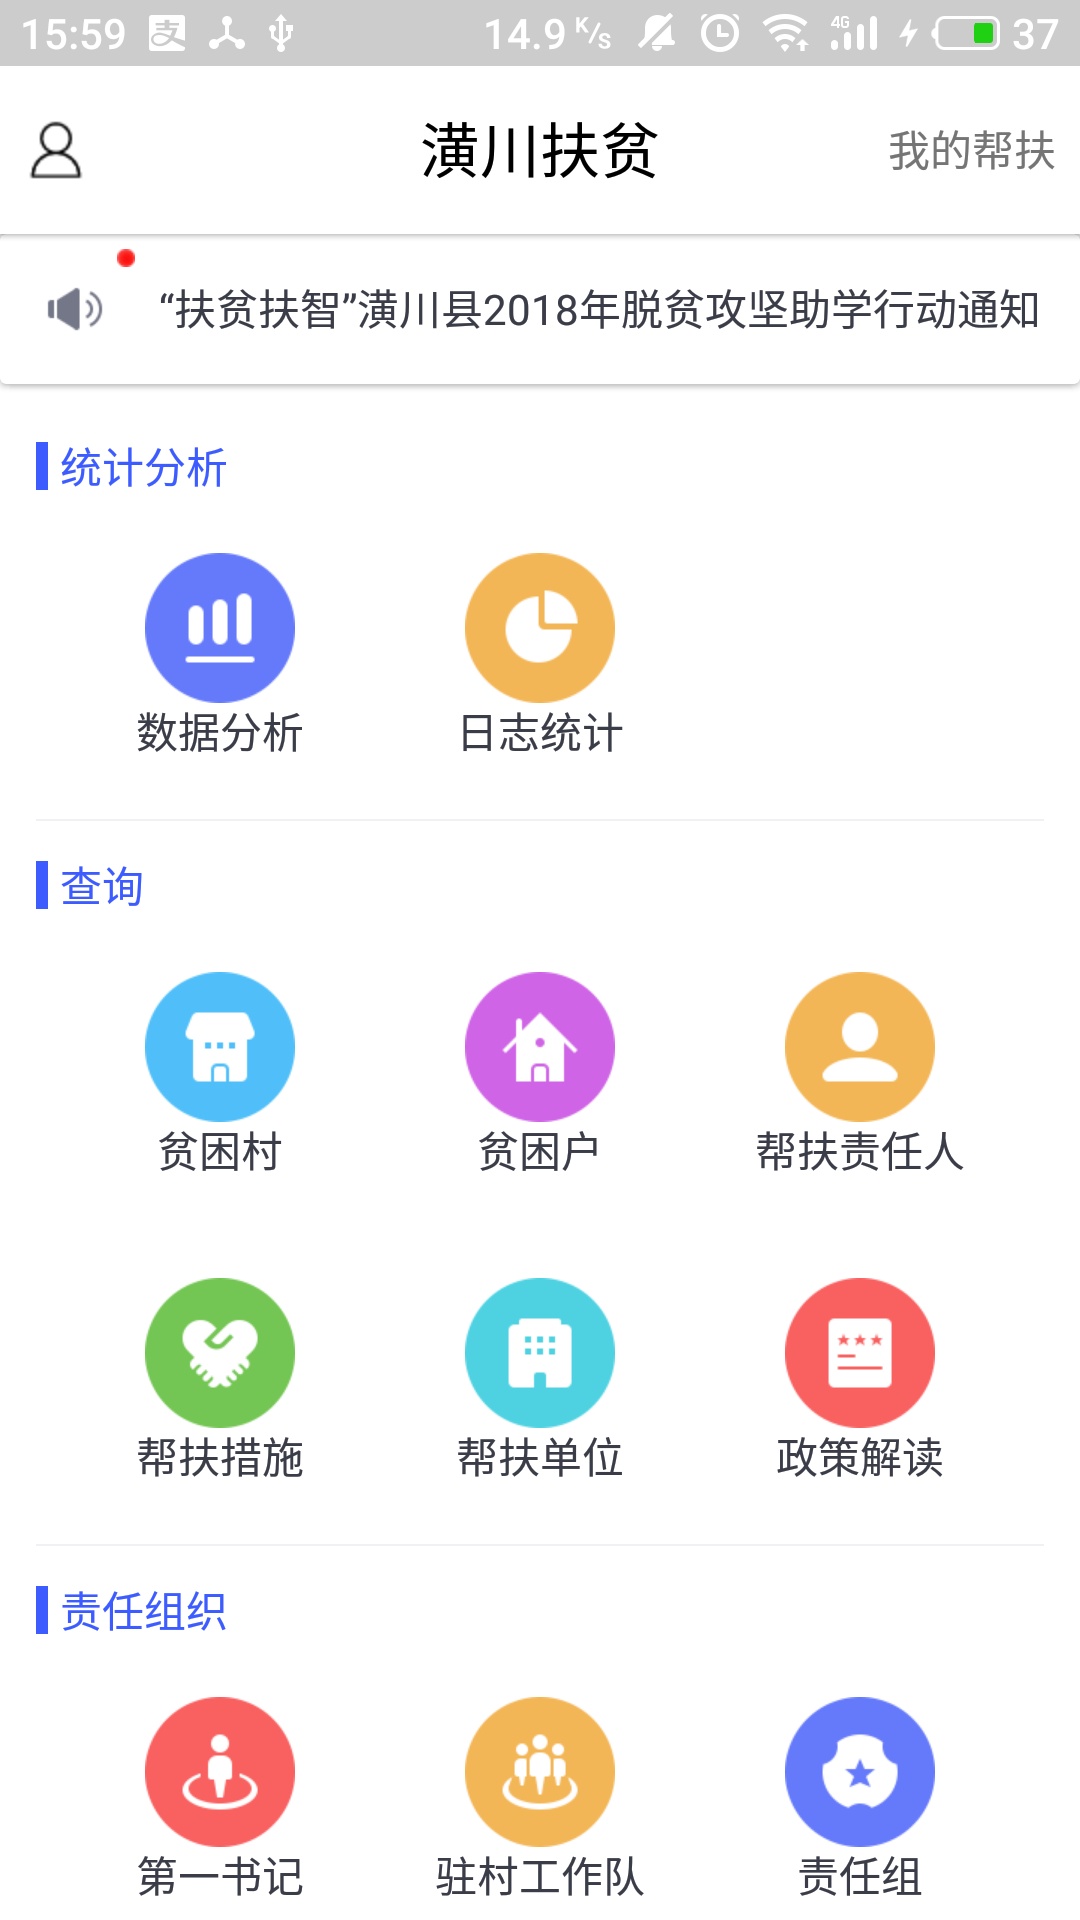 15:59 支 14.9 K/s 4G 37
潢川扶贫 我的帮扶
“扶贫扶智”潢川县2018年脱贫攻坚助学行动通知
统计分析
数据分析 日志统计
查询
贫困村 贫困户 帮扶责任人
帮扶措施 帮扶单位 政策解读
责任组织
第一书记 驻村工作队 责任组